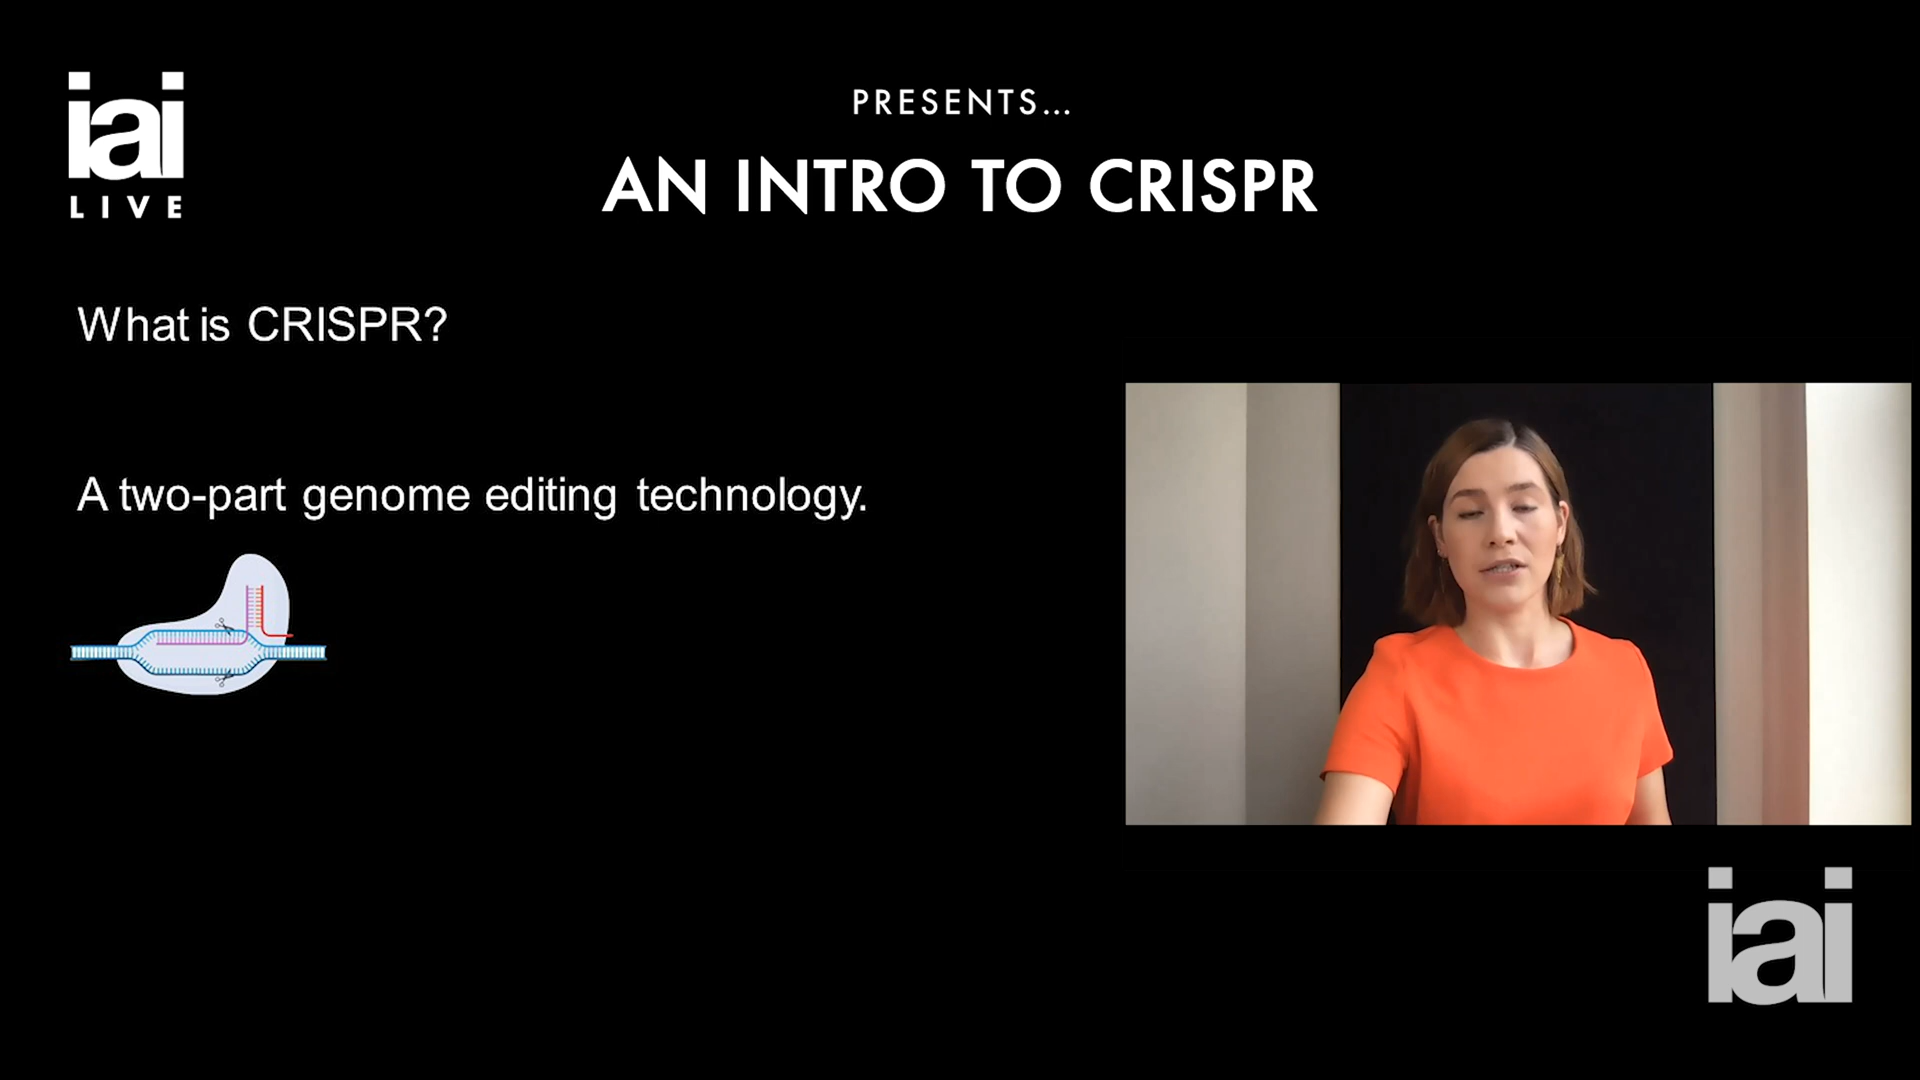 iai
LIVE
PRESENTS...
AN INTRO TO CRISPR
What is CRISPR?
A two-part genome editing technology.
iai